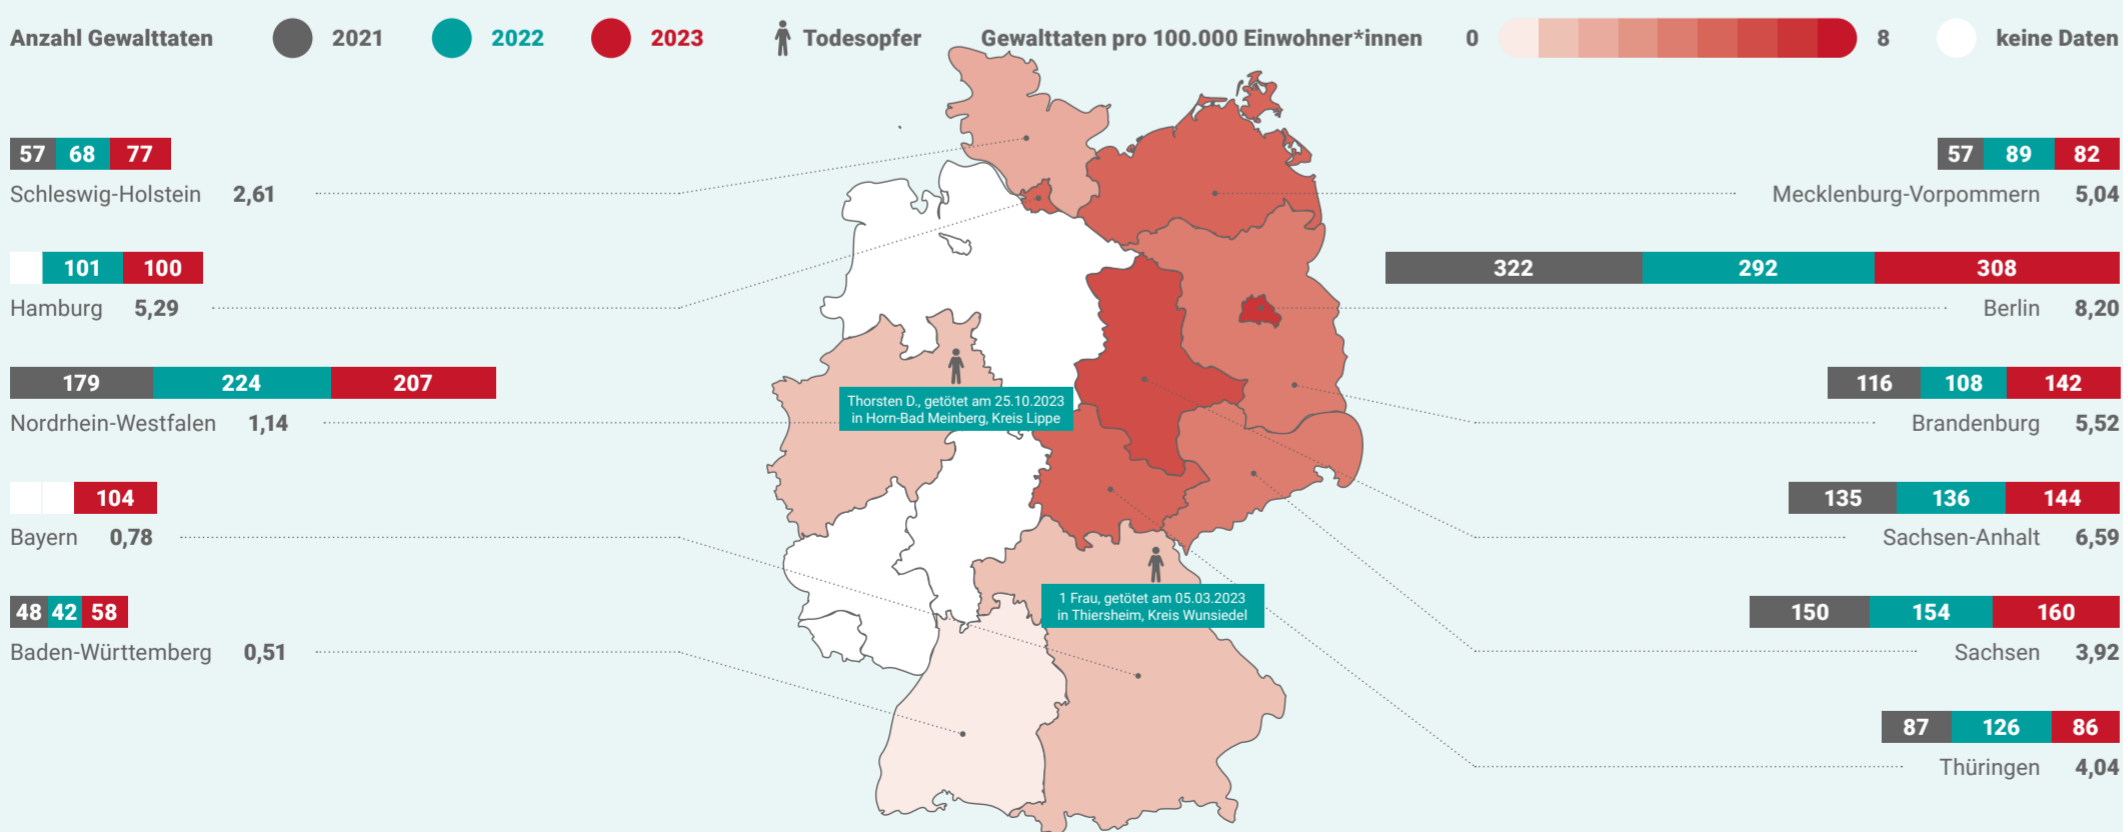 Anzahl Gewalttaten 2021 2022 2023 Todesopfer Gewalttaten pro 100.000 Einwohner*innen 0 8 keine Daten
57 68 77
Schleswig-Holstein 2,61
101 100
Hamburg 5,29
179 224 207
Nordrhein-Westfalen 1,14
104
Bayern 0,78
48 42 58
Baden-Württemberg 0,51
Thorsten D., getötet am 25.10.2023
in Horn-Bad Meinberg, Kreis Lippe
1 Frau, getötet am 05.03.2023
in Thiersheim, Kreis Wunsiedel
57 89 82
Mecklenburg-Vorpommern 5,04
322 292 308
Berlin 8,20
116 108 142
Brandenburg 5,52
135 136 144
Sachsen-Anhalt 6,59
150 154 160
Sachsen 3,92
87 126 86
Thüringen 4,04